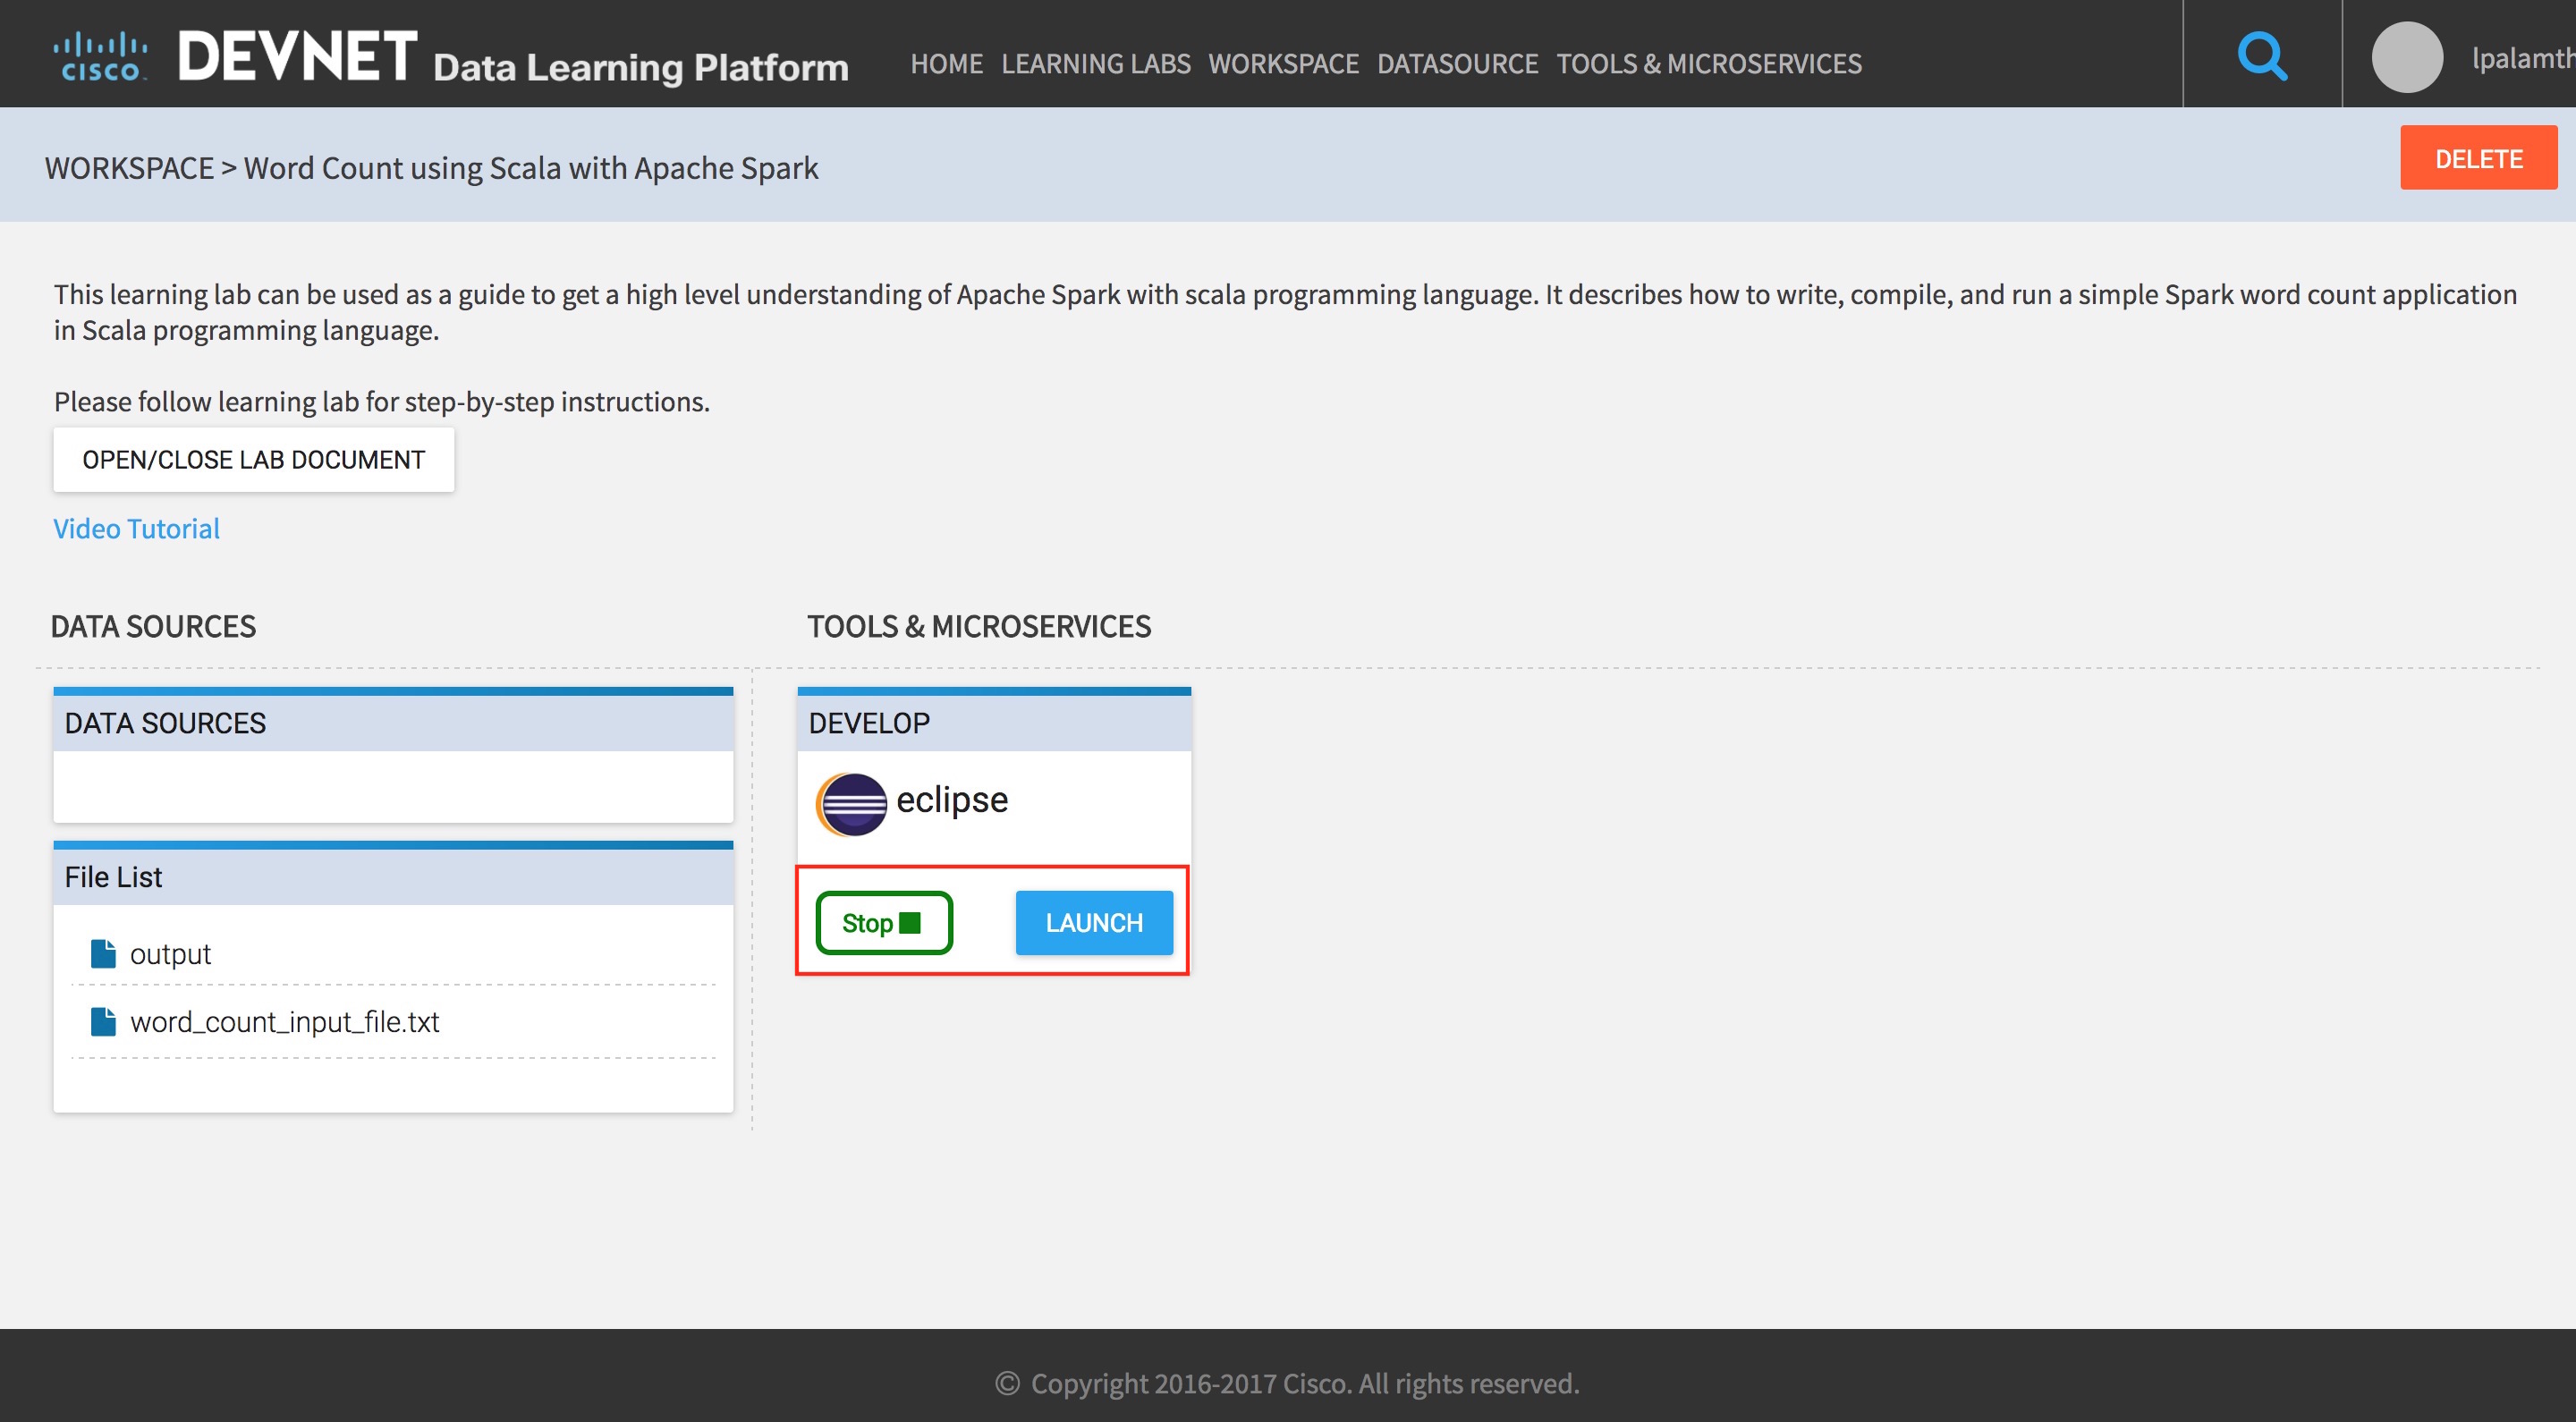 CISCO DEVNET Data Learning Platform HOME LEARNING LABS WORKSPACE DATASOURCE TOOLS & MICROSERVICES lpalamth
WORKSPACE > Word Count using Scala with Apache Spark
DELETE
This learning lab can be used as a guide to get a high level understanding of Apache Spark with scala programming language. It describes how to write, compile, and run a simple Spark word count application
in Scala programming language.
Please follow learning lab for step-by-step instructions.
OPEN/CLOSE LAB DOCUMENT
Video Tutorial
DATA SOURCES
TOOLS & MICROSERVICES
DATA SOURCES
File List
output
word_count_input_file.txt
DEVELOP
eclipse
Stop
LAUNCH
© Copyright 2016-2017 Cisco. All rights reserved.